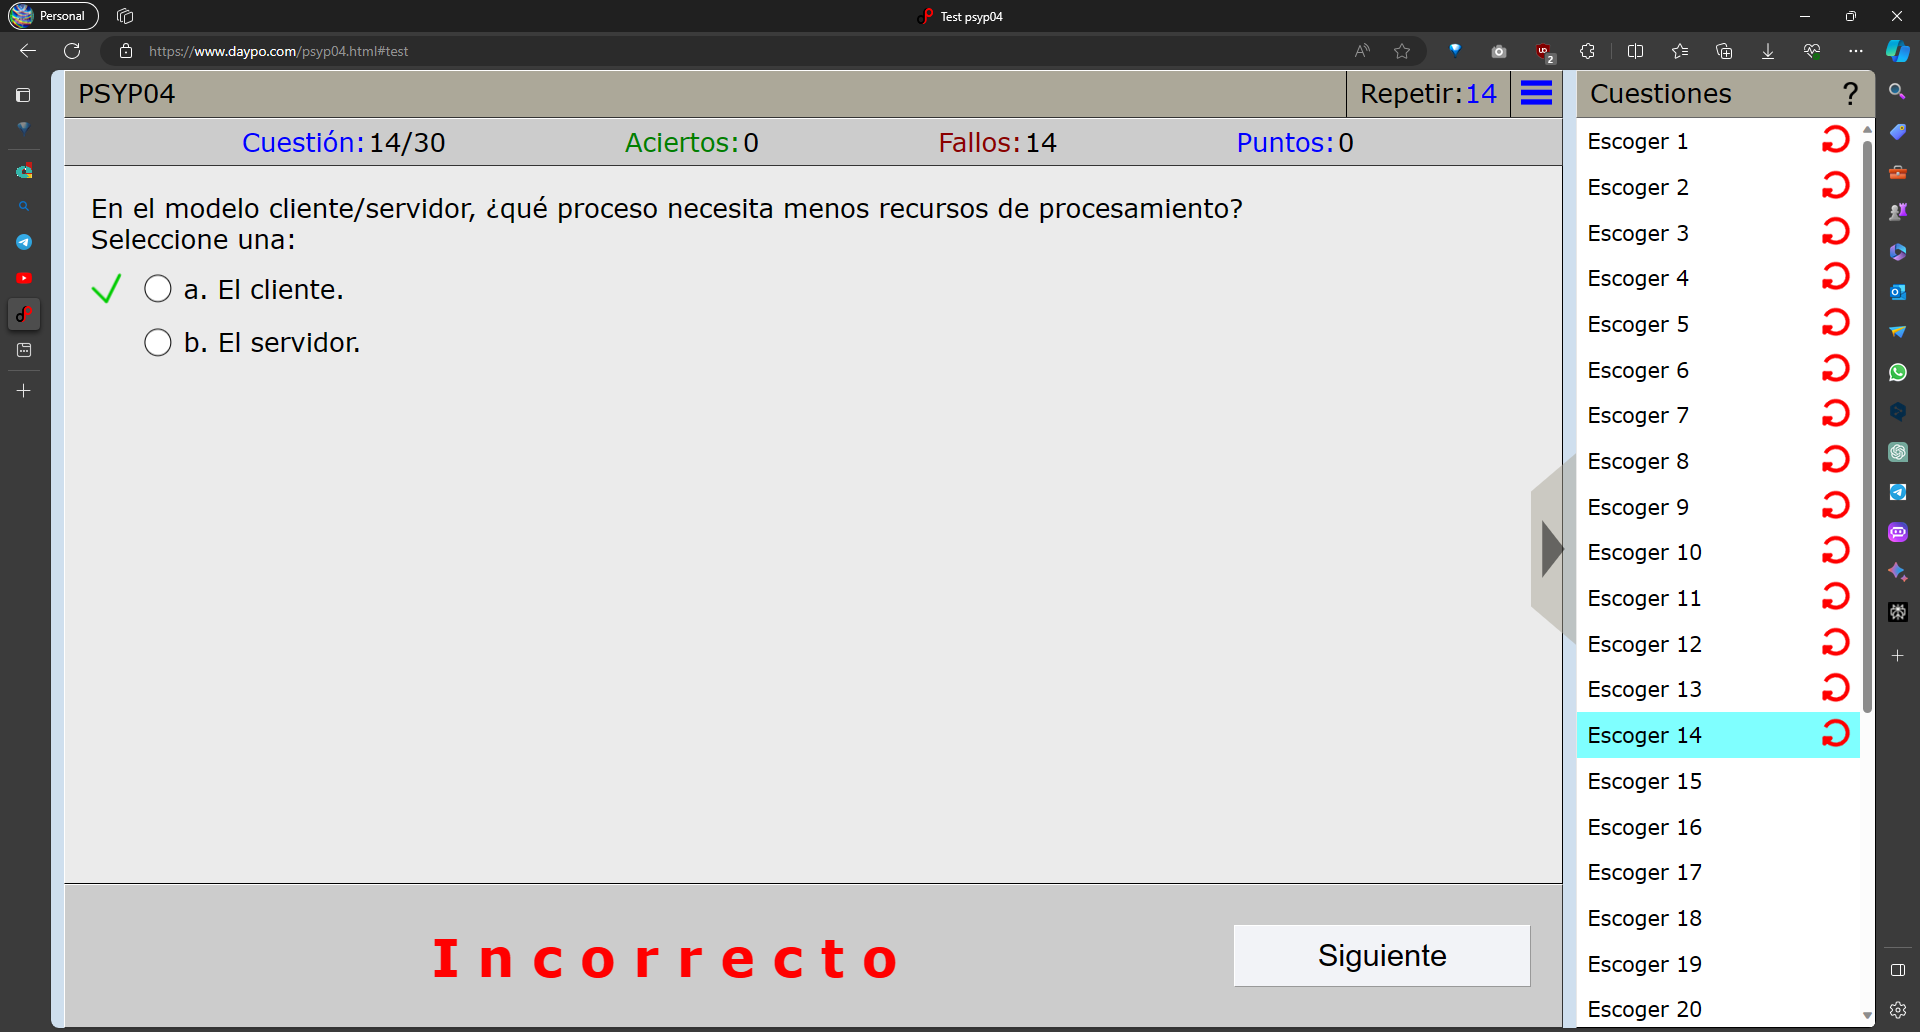 Personal
Test psyp04
https://www.daypo.com/psyp04.html#test
2
PSYP04
Repetir:14
Cuestiones
?
Cuestión:14/30
Aciertos:0
Fallos:14
Puntos:0
En el modelo cliente/servidor, ¿qué proceso necesita menos recursos de procesamiento?
Seleccione una:
a. El cliente.
b. El servidor.
Incorrecto
Siguiente
Escoger 1
Escoger 2
Escoger 3
Escoger 4
Escoger 5
Escoger 6
Escoger 7
Escoger 8
Escoger 9
Escoger 10
Escoger 11
Escoger 12
Escoger 13
Escoger 14
Escoger 15
Escoger 16
Escoger 17
Escoger 18
Escoger 19
Escoger 20